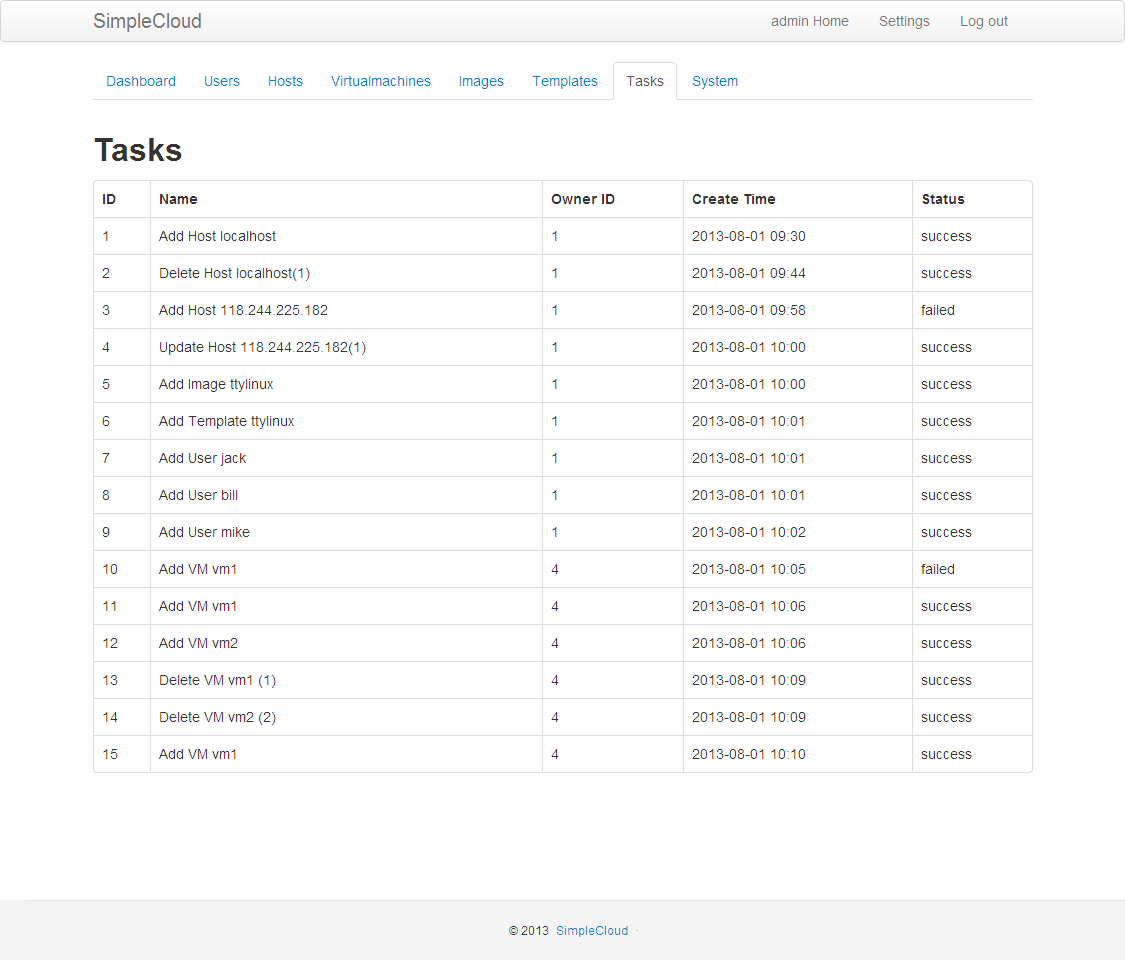 SimpleCloud admin Home Settings Log out
Dashboard Users Hosts Virtualmachines Images Templates Tasks System
Tasks
ID Name Owner ID Create Time Status
1 Add Host localhost 1 2013-08-01 09:30 success
2 Delete Host localhost(1) 1 2013-08-01 09:44 success
3 Add Host 118.244.225.182 1 2013-08-01 09:58 failed
4 Update Host 118.244.225.182(1) 1 2013-08-01 10:00 success
5 Add Image ttylinux 1 2013-08-01 10:00 success
6 Add Template ttylinux 1 2013-08-01 10:01 success
7 Add User jack 1 2013-08-01 10:01 success
8 Add User bill 1 2013-08-01 10:01 success
9 Add User mike 1 2013-08-01 10:02 success
10 Add VM vm1 4 2013-08-01 10:05 failed
11 Add VM vm1 4 2013-08-01 10:06 success
12 Add VM vm2 4 2013-08-01 10:06 success
13 Delete VM vm1 (1) 4 2013-08-01 10:09 success
14 Delete VM vm2 (2) 4 2013-08-01 10:09 success
15 Add VM vm1 4 2013-08-01 10:10 success
© 2013 SimpleCloud ·